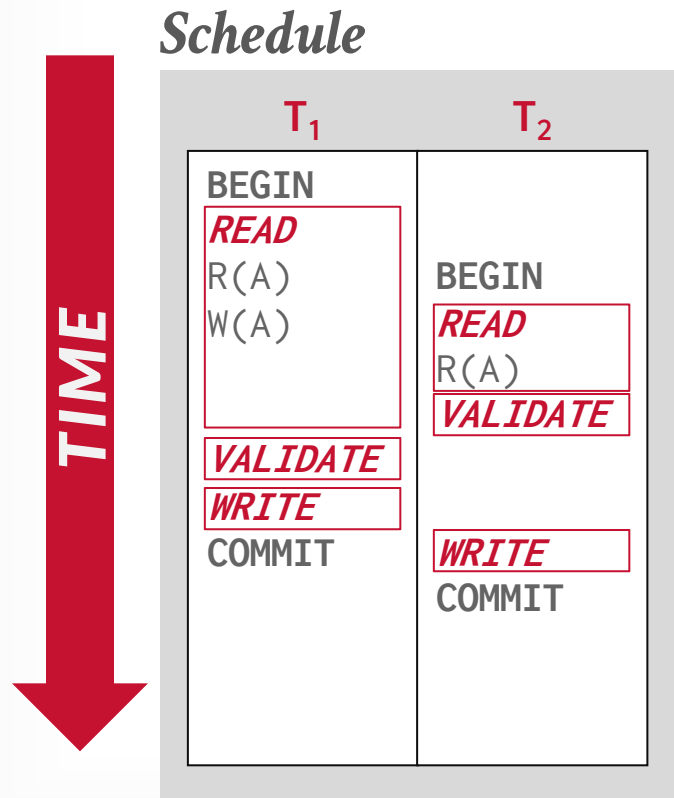 Schedule
TIME
T₁ T₂
BEGIN
READ
R(A) BEGIN
W(A) READ
R(A)
VALIDATE
VALIDATE
WRITE
COMMIT WRITE
COMMIT